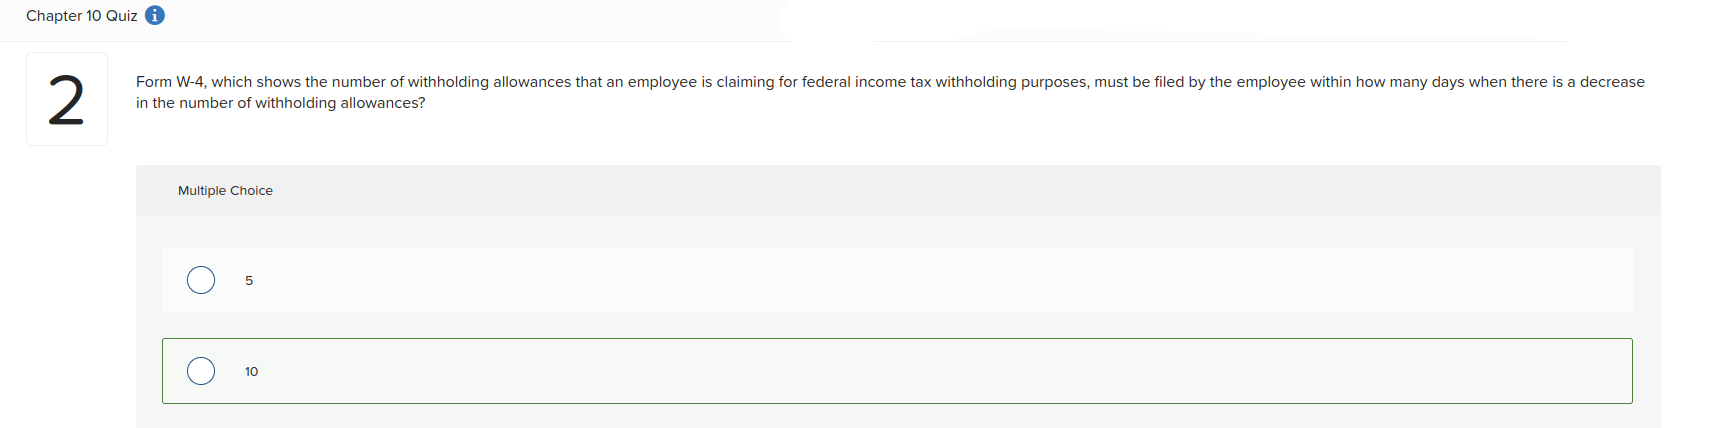 Chapter 10 Quiz i
2
Form W-4, which shows the number of withholding allowances that an employee is claiming for federal income tax withholding purposes, must be filed by the employee within how many days when there is a decrease
in the number of withholding allowances?
Multiple Choice
5
10